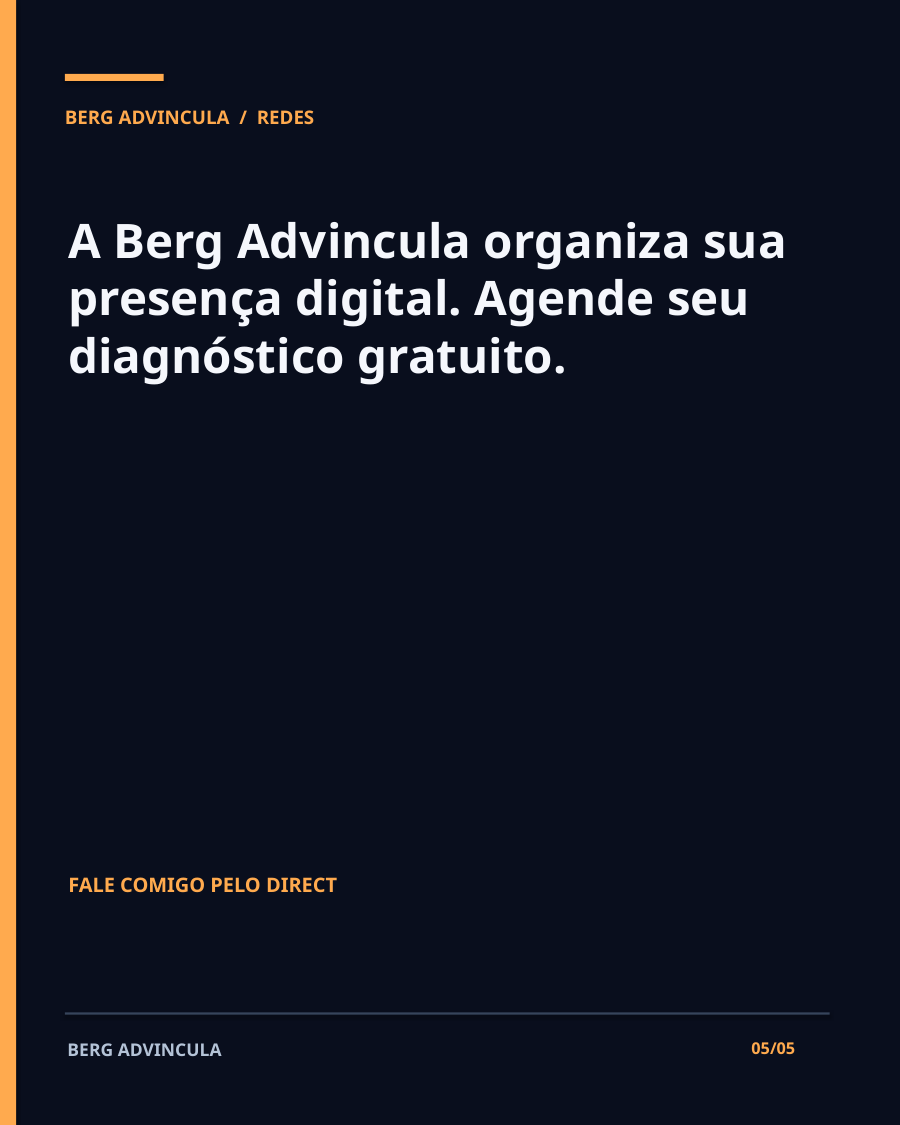 BERG ADVINCULA / REDES
A Berg Advincula organiza sua
presença digital. Agende seu
diagnóstico gratuito.
FALE COMIGO PELO DIRECT
BERG ADVINCULA
05/05